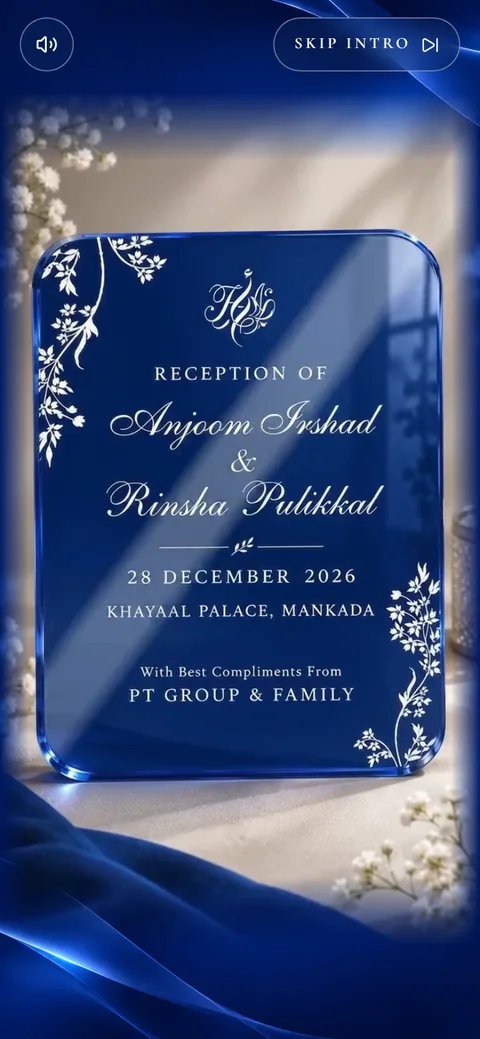 SKIP INTRO
RECEPTION OF
Anjoom Irshad
&
Rinsha Pulikkal
28 DECEMBER 2026
KHAYAAL PALACE, MANKADA
With Best Compliments From
PT GROUP & FAMILY